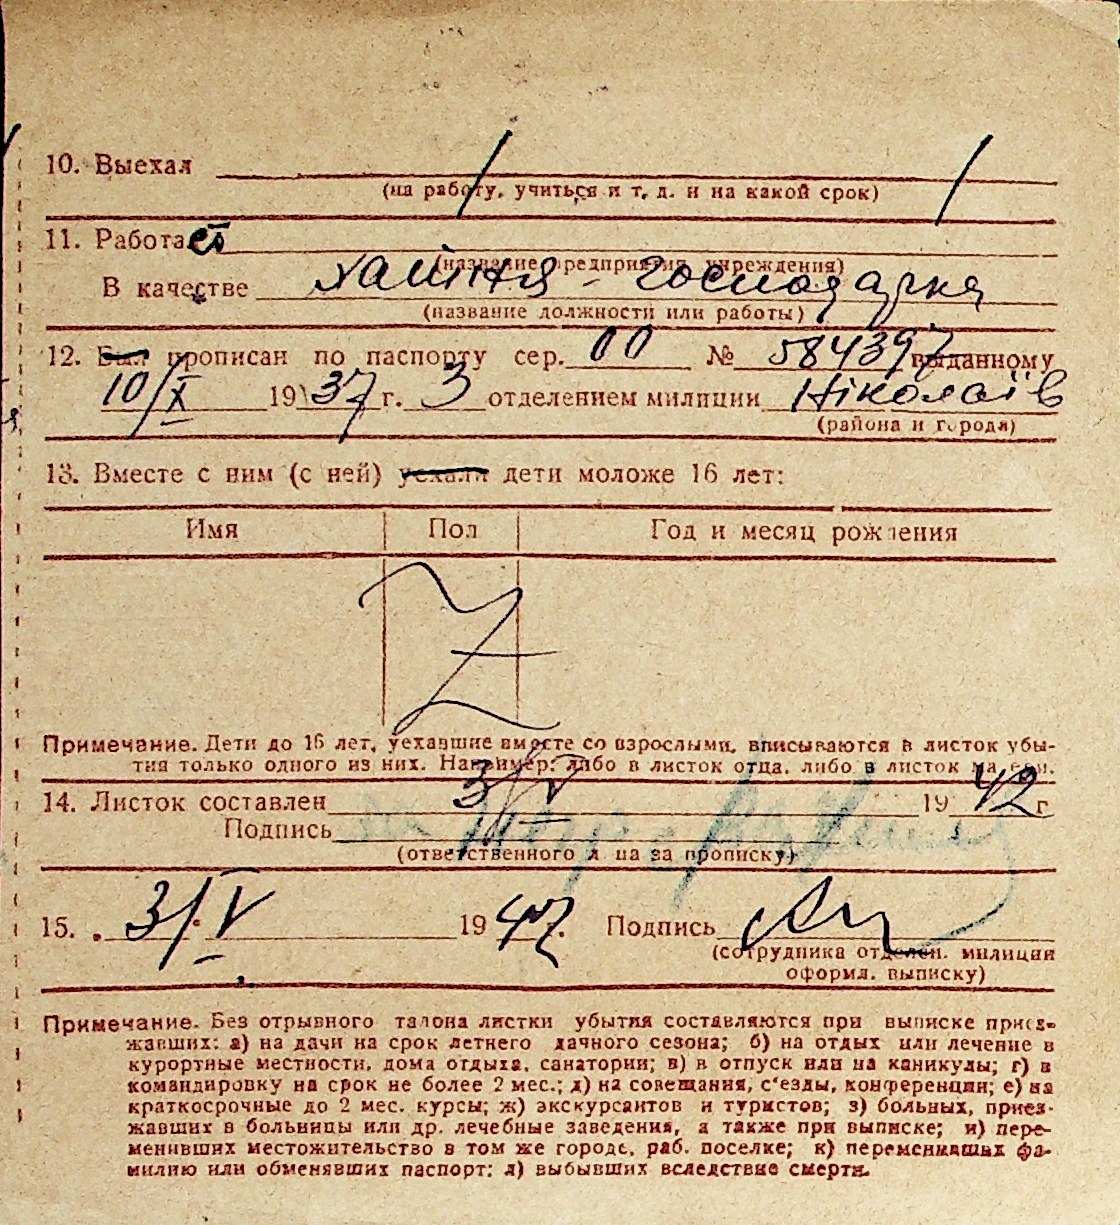 10. Выехал
(на работу, учиться и т. д. и на какой срок)
11. Работает
(название предприятия, учреждения)
В качестве хатня - господарка
(название должности или работы)
12. Был прописан по паспорту сер. 00 № 584397 выданному
10/X 1937 г. 3 отделением милиции Ніколаїв
(района и города)
13. Вместе с ним (с ней) уехали дети моложе 16 лет:
Имя Пол Год и месяц рождения
Z
Примечание. Дети до 16 лет, уехавшие вместе со взрослыми, вписываются в листок убы-
тия только одного из них. Например: либо в листок отца, либо в листок матери.
14. Листок составлен 3/V 1942 г
Подпись
(ответственного лица за прописку)
15. 3/V 1942. Подпись
(сотрудника отделен. милиции
оформл. выписку)
Примечание. Без отрывного талона листки убытия составляются при выписке приез-
жавших: а) на дачи на срок летнего дачного сезона; б) на отдых или лечение в
курортные местности, дома отдыха, санатории; в) в отпуск или на каникулы; г) в
командировку на срок не более 2 мес.; д) на совещания, с'езды, конференции; е) на
краткосрочные до 2 мес. курсы; ж) экскурсантов и туристов; з) больных, приез-
жавших в больницы или др. лечебные заведения, а также при выписке; и) пере-
менивших местожительство в том же городе, раб. поселке; к) переменивших фа-
милию или обменявших паспорт; л) выбывших вследствие смерти.